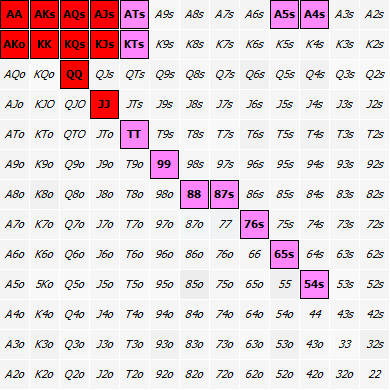 AA AKs AQs AJs ATs A9s A8s A7s A6s A5s A4s A3s A2s
AKo KK KQs KJs KTs K9s K8s K7s K6s K5s K4s K3s K2s
AQo KQo QQ QJs QTs Q9s Q8s Q7s Q6s Q5s Q4s Q3s Q2s
AJo KJO QJO JJ JTs J9s J8s J7s J6s J5s J4s J3s J2s
ATo KTo QTO JTo TT T9s T8s T7s T6s T5s T4s T3s T2s
A9o K9o Q9o J9o T9o 99 98s 97s 96s 95s 94s 93s 92s
A8o K8o Q8o J8o T8o 98o 88 87s 86s 85s 84s 83s 82s
A7o K7o Q7o J7o T7o 97o 87o 77 76s 75s 74s 73s 72s
A6o K6o Q6o J6o T6o 96o 86o 76o 66 65s 64s 63s 62s
A5o 5Ko Q5o J5o T5o 95o 85o 75o 65o 55 54s 53s 52s
A4o K4o Q4o J4o T4o 94o 84o 74o 64o 54o 44 43s 42s
A3o K3o Q3o J3o T3o 93o 83o 73o 63o 53o 43o 33 32s
A2o K2o Q2o J2o T2o 92o 82o 72o 62o 52o 42o 32o 22